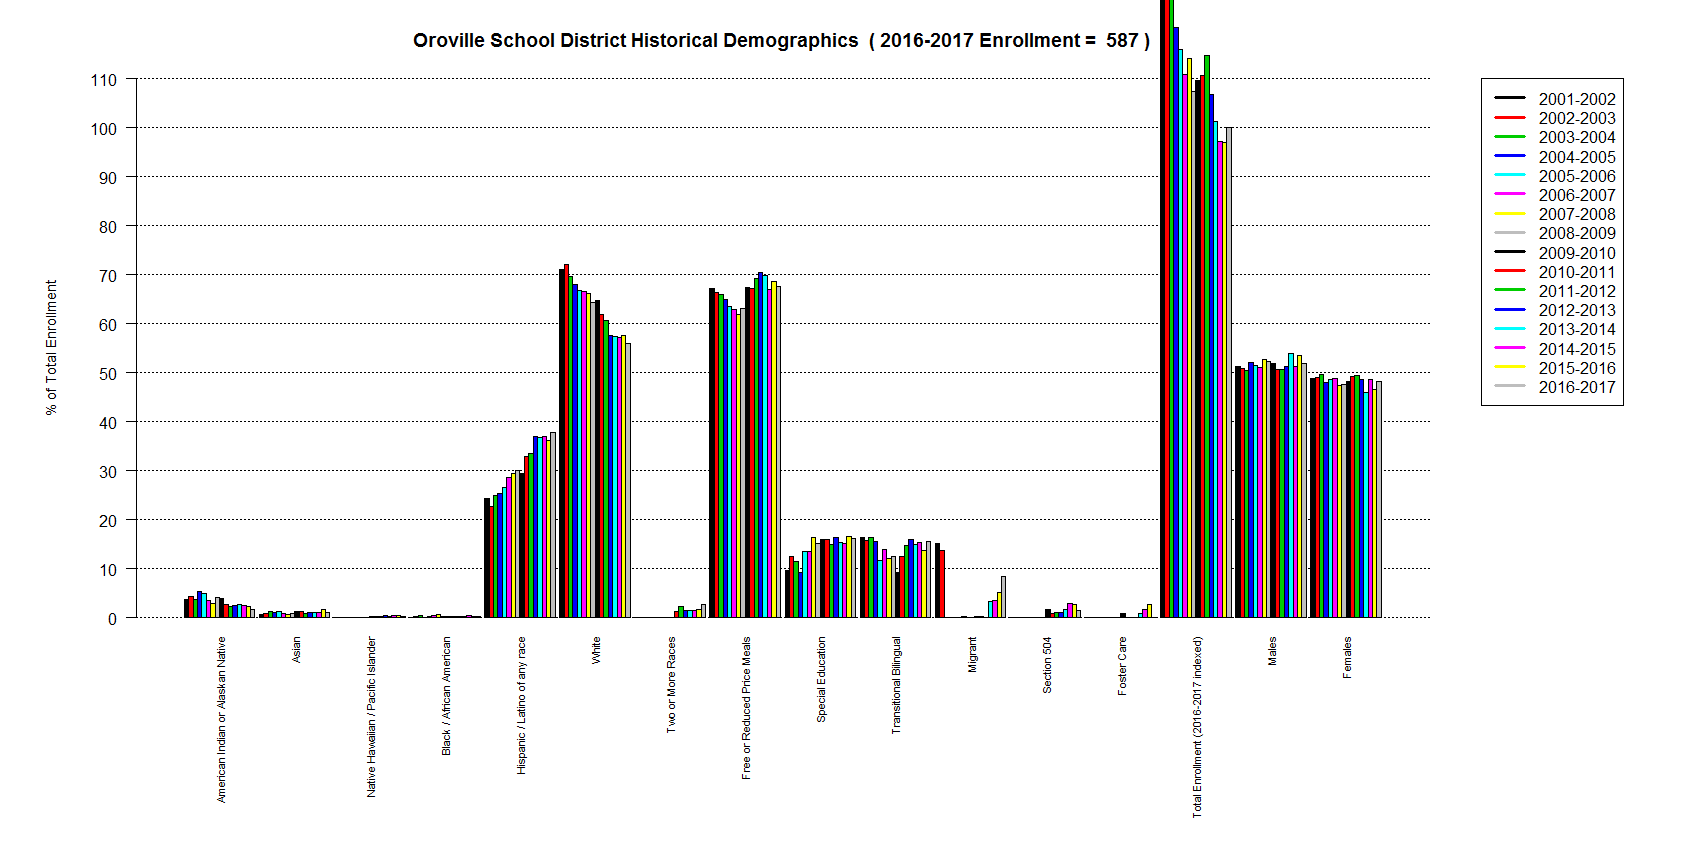 Oroville School District Historical Demographics ( 2016-2017 Enrollment = 587 )
% of Total Enrollment
110
100
90
80
70
60
50
40
30
20
10
0
American Indian or Alaskan Native
Asian
Native Hawaiian / Pacific Islander
Black / African American
Hispanic / Latino of any race
White
Two or More Races
Free or Reduced Price Meals
Special Education
Transitional Bilingual
Migrant
Section 504
Foster Care
Total Enrollment (2016-2017 indexed)
Males
Females
2001-2002
2002-2003
2003-2004
2004-2005
2005-2006
2006-2007
2007-2008
2008-2009
2009-2010
2010-2011
2011-2012
2012-2013
2013-2014
2014-2015
2015-2016
2016-2017